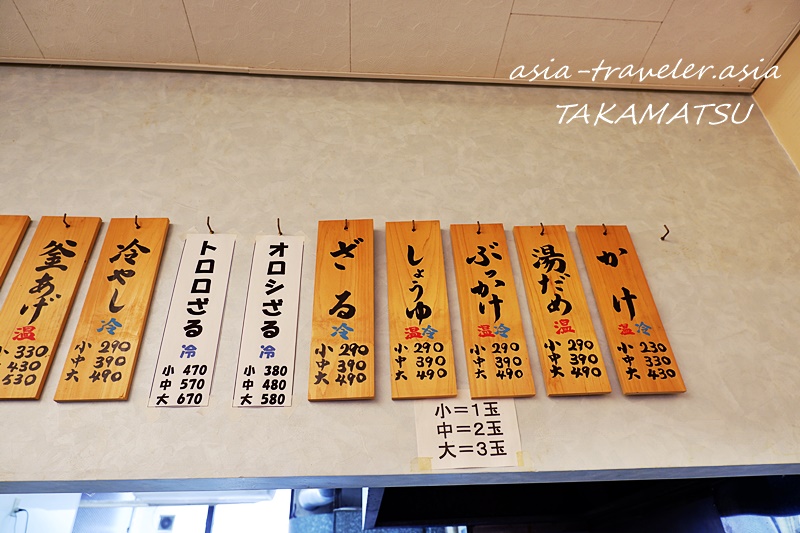 asia-traveler.asia
TAKAMATSU
かけ
温冷
小 230
中 330
大 430
湯だめ
温
小 290
中 390
大 490
ぶっかけ
温冷
小 290
中 390
大 490
しょうゆ
温冷
小 290
中 390
大 490
ざる
冷
小 290
中 390
大 490
オロシざる
冷
小 380
中 480
大 580
トロロざる
冷
小 470
中 570
大 670
冷やし
冷
小 290
中 390
大 490
釜あげ
温
小 330
430
530
小=1玉
中=2玉
大=3玉